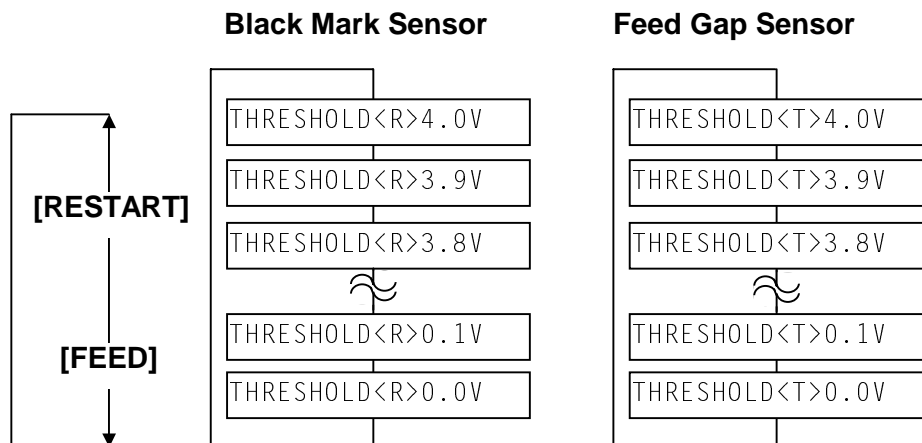 Black Mark Sensor Feed Gap Sensor
THRESHOLD<R>4.0V THRESHOLD<T>4.0V
THRESHOLD<R>3.9V THRESHOLD<T>3.9V
[RESTART]
THRESHOLD<R>3.8V THRESHOLD<T>3.8V
THRESHOLD<R>0.1V THRESHOLD<T>0.1V
[FEED]
THRESHOLD<R>0.0V THRESHOLD<T>0.0V